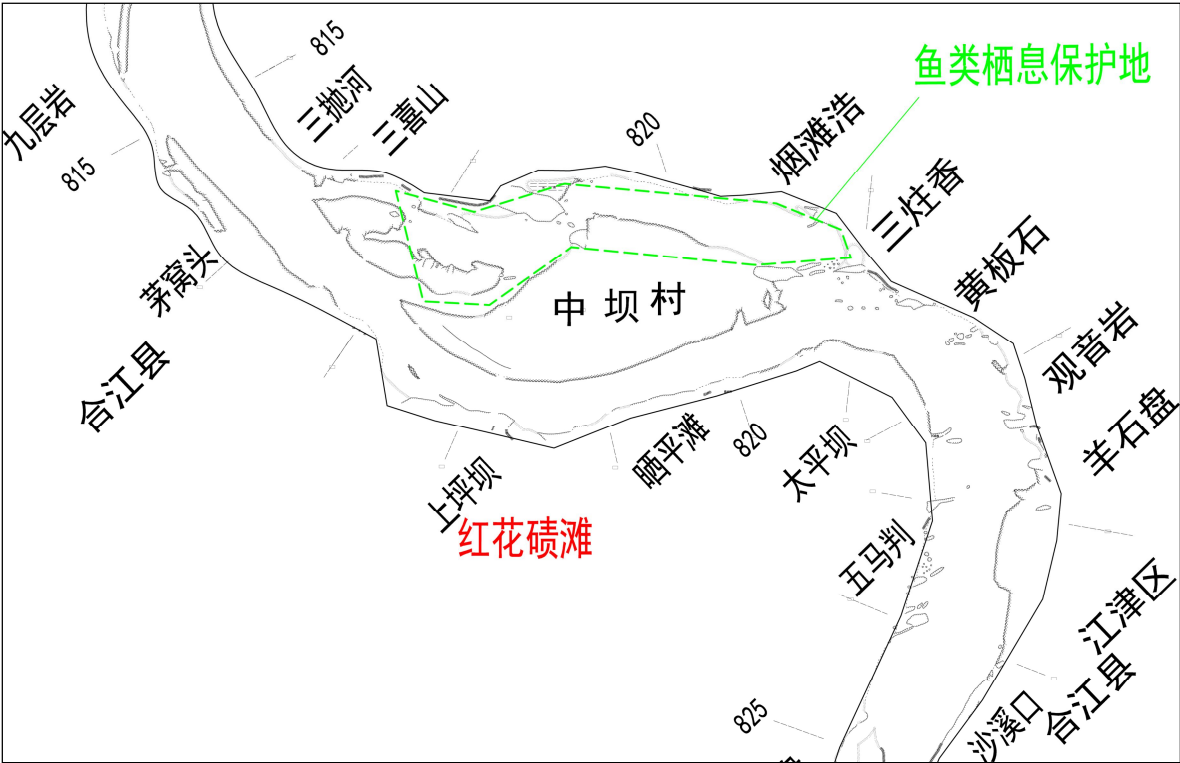 815
鱼类栖息保护地
九层岩
三抛河
三喜山
820
烟滩浩
815
三炷香
黄板石
茅窝头
中坝村
观音岩
合江县
羊石盘
晒平滩
820
太平坝
上坪坝
红花碛滩
五马判
江津区
合江县
825
沙溪口